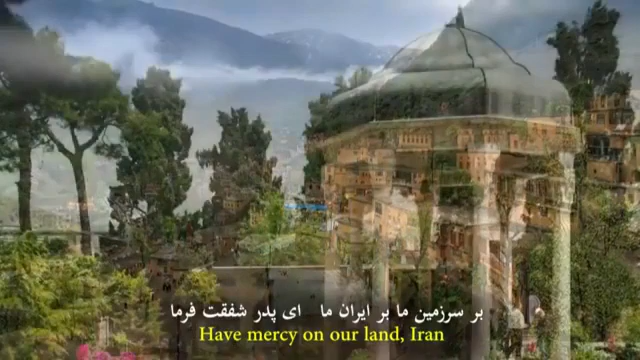 بر سرزمین ما بر ایران ما ای پدر شفقت فرما
Have mercy on our land, Iran